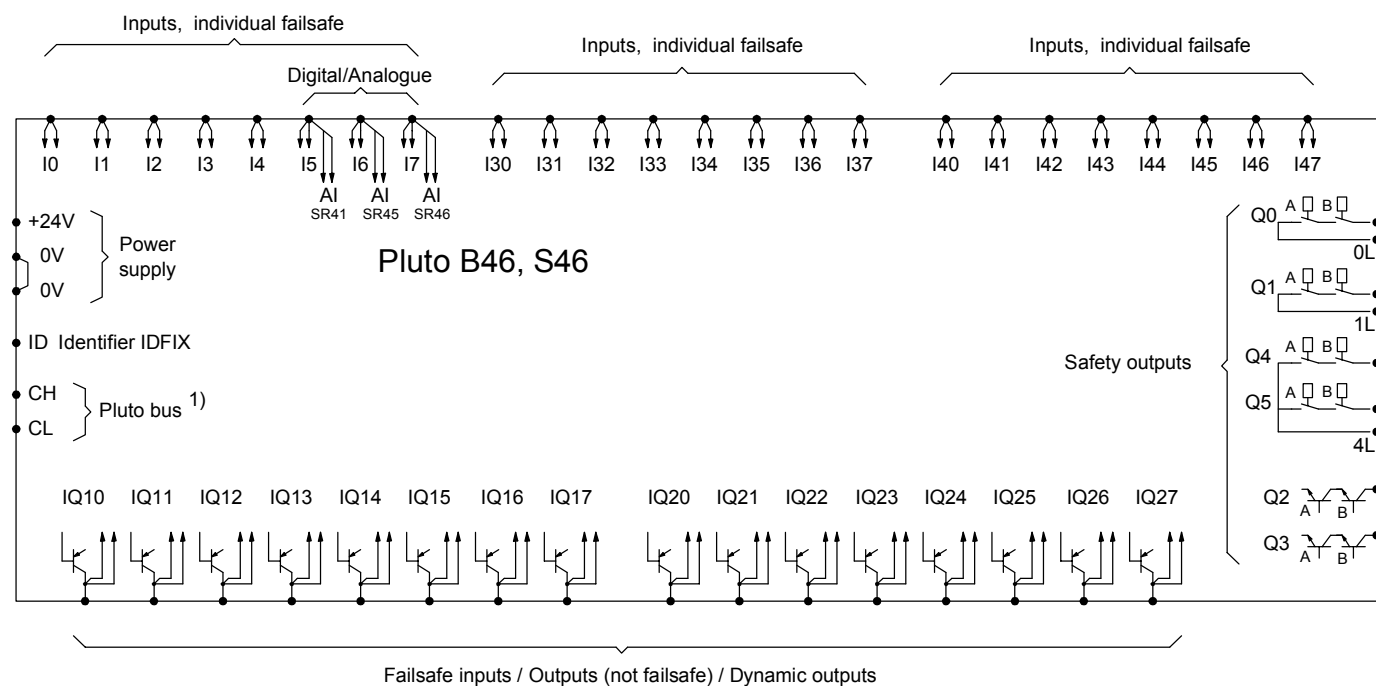 Inputs, individual failsafe
Inputs, individual failsafe
Inputs, individual failsafe
Digital/Analogue
I0 I1 I2 I3 I4 I5 I6 I7 I30 I31 I32 I33 I34 I35 I36 I37 I40 I41 I42 I43 I44 I45 I46 I47
AI AI AI
SR41 SR45 SR46
+24V
0V
0V
Power
supply
Pluto B46, S46
ID Identifier IDFIX
CH
CL
Pluto bus 1)
Safety outputs
Q0 A B
0L
Q1 A B
1L
Q4 A B
Q5 A B
4L
Q2 A B
Q3 A B
IQ10 IQ11 IQ12 IQ13 IQ14 IQ15 IQ16 IQ17 IQ20 IQ21 IQ22 IQ23 IQ24 IQ25 IQ26 IQ27
Failsafe inputs / Outputs (not failsafe) / Dynamic outputs